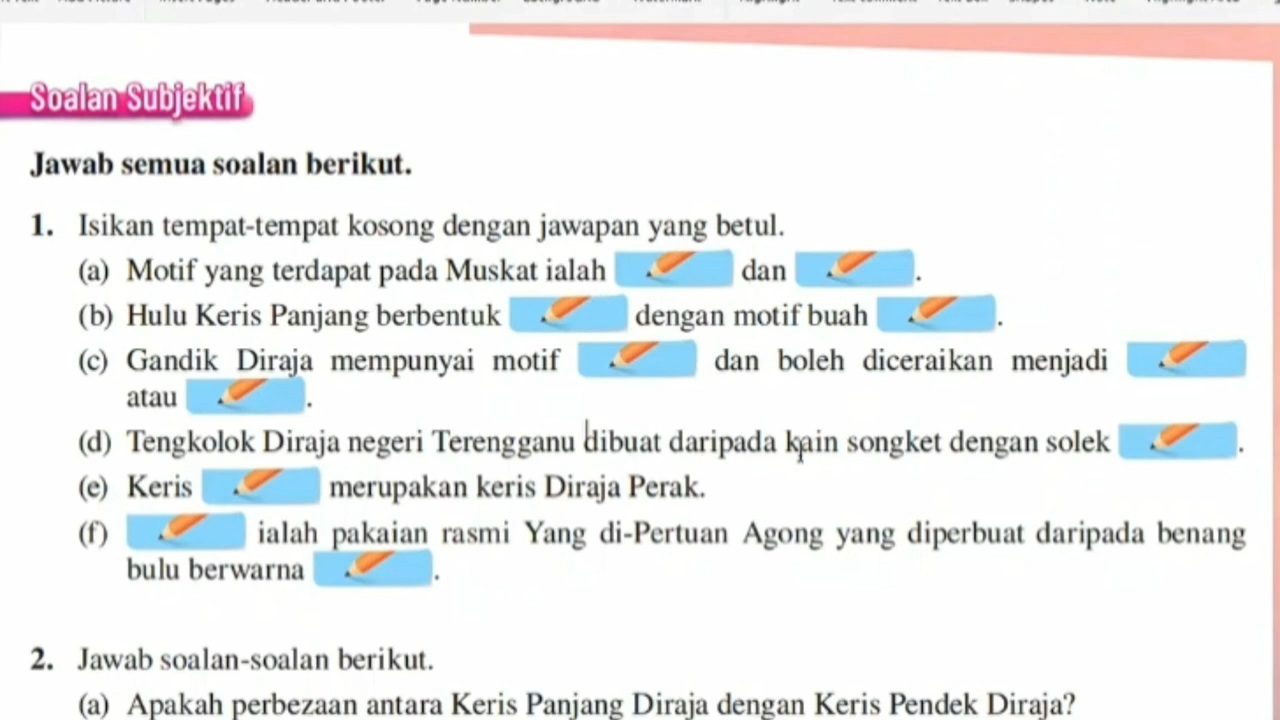 Soalan Subjektif
Jawab semua soalan berikut.
1. Isikan tempat-tempat kosong dengan jawapan yang betul.
(a) Motif yang terdapat pada Muskat ialah dan .
(b) Hulu Keris Panjang berbentuk dengan motif buah .
(c) Gandik Diraja mempunyai motif dan boleh diceraikan menjadi
atau .
(d) Tengkolok Diraja negeri Terengganu dibuat daripada kain songket dengan solek .
(e) Keris merupakan keris Diraja Perak.
(f) ialah pakaian rasmi Yang di-Pertuan Agong yang diperbuat daripada benang
bulu berwarna .
2. Jawab soalan-soalan berikut.
(a) Apakah perbezaan antara Keris Panjang Diraja dengan Keris Pendek Diraja?